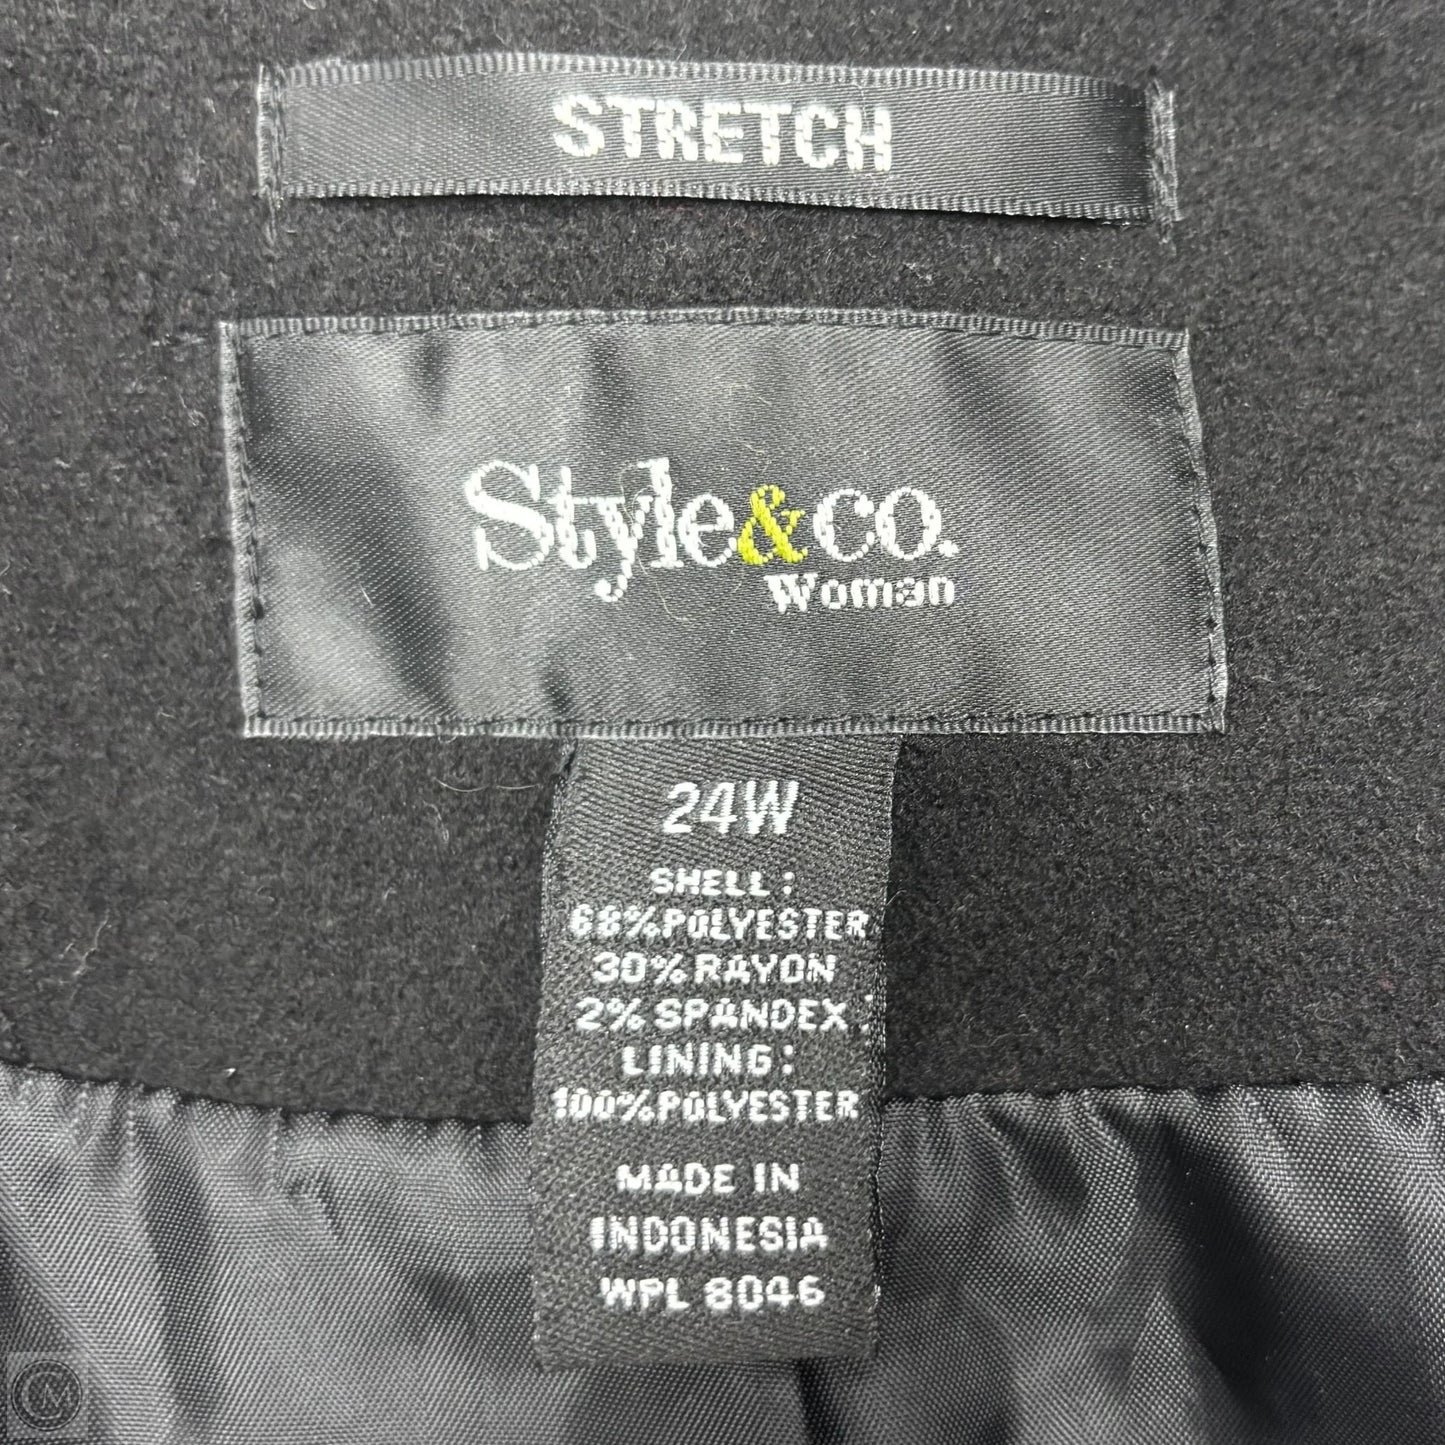 STRETCH
Style&co.
Woman
24W
SHELL:
68%POLYESTER
30% RAYON
2% SPANDEX:
LINING:
100%POLYESTER
MADE IN
INDONESIA
WPL 8046
CM